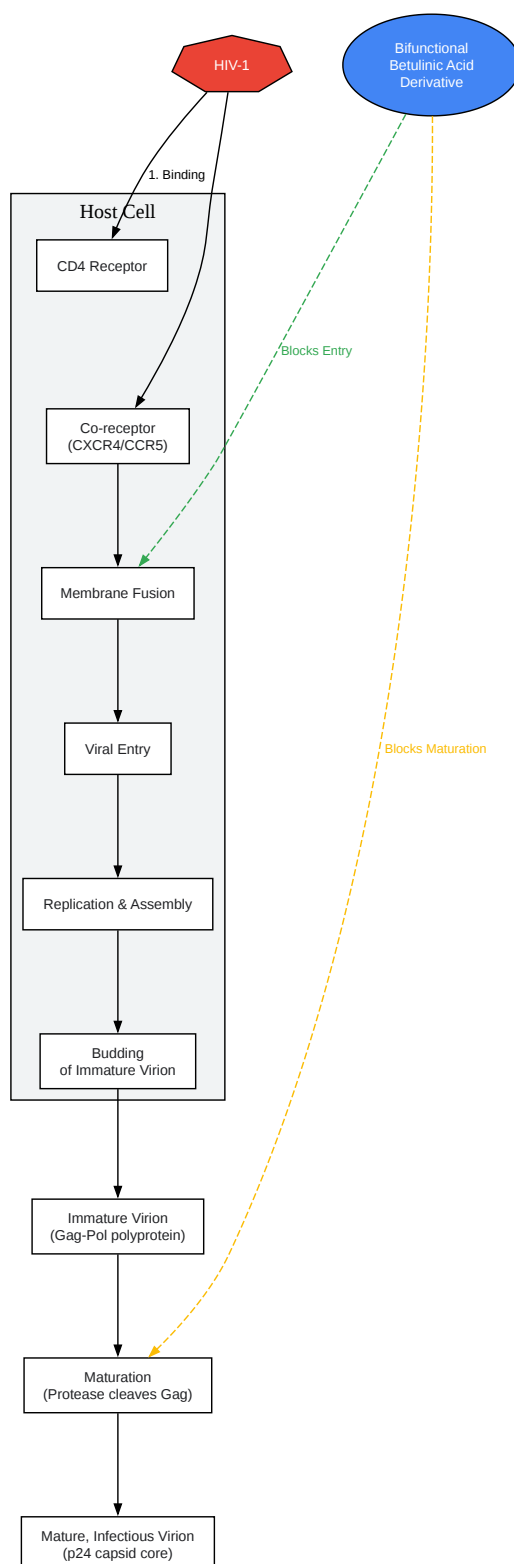 HIV-1
Bifunctional
Betulinic Acid
Derivative
1. Binding
Host Cell
CD4 Receptor
Blocks Entry
Co-receptor
(CXCR4/CCR5)
Membrane Fusion
Viral Entry
Blocks Maturation
Replication & Assembly
Budding
of Immature Virion
Immature Virion
(Gag-Pol polyprotein)
Maturation
(Protease cleaves Gag)
Mature, Infectious Virion
(p24 capsid core)